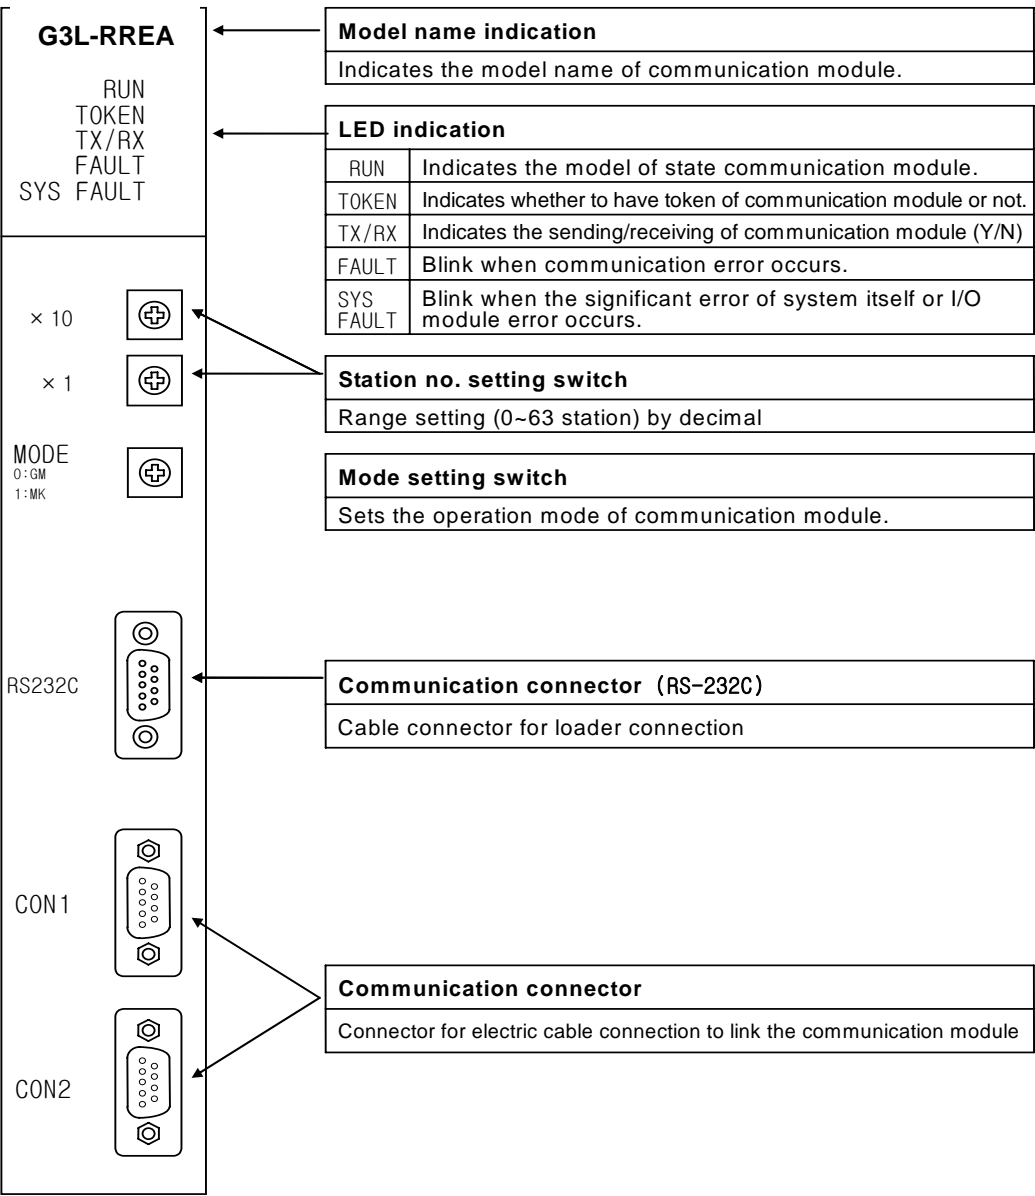 G3L-RREA
RUN
TOKEN
TX/RX
FAULT
SYS FAULT
× 10
× 1
MODE
0:GM
1:MK
RS232C
CON1
CON2
Model name indication
Indicates the model name of communication module.
LED indication
RUN Indicates the model of state communication module.
TOKEN Indicates whether to have token of communication module or not.
TX/RX Indicates the sending/receiving of communication module (Y/N)
FAULT Blink when communication error occurs.
SYS FAULT Blink when the significant error of system itself or I/O
module error occurs.
Station no. setting switch
Range setting (0~63 station) by decimal
Mode setting switch
Sets the operation mode of communication module.
Communication connector (RS-232C)
Cable connector for loader connection
Communication connector
Connector for electric cable connection to link the communication module